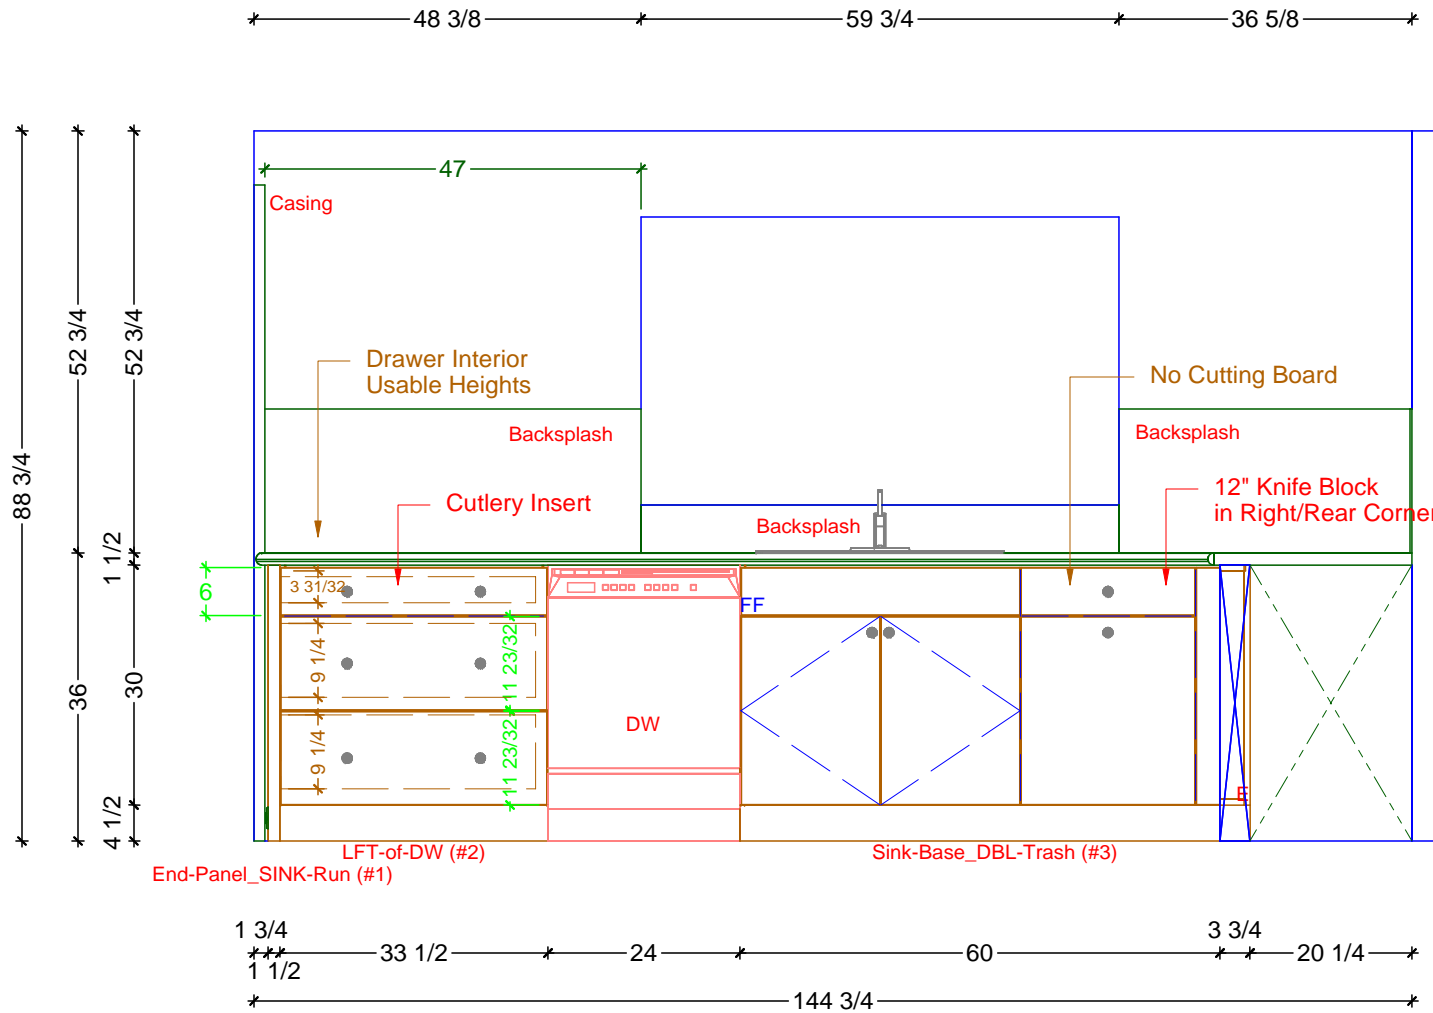 48 3/8
59 3/4
36 5/8
47
Casing
52 3/4
52 3/4
88 3/4
Drawer Interior
Usable Heights
No Cutting Board
Backsplash
Backsplash
Cutlery Insert
12" Knife Block
in Right/Rear Corner
Backsplash
1 1/2
6
3 31/32
FF
9 1/4
11 23/32
36
30
DW
9 1/4
11 23/32
E
4 1/2
LFT-of-DW (#2)
Sink-Base_DBL-Trash (#3)
End-Panel_SINK-Run (#1)
1 3/4
3 3/4
33 1/2
24
60
20 1/4
1 1/2
144 3/4